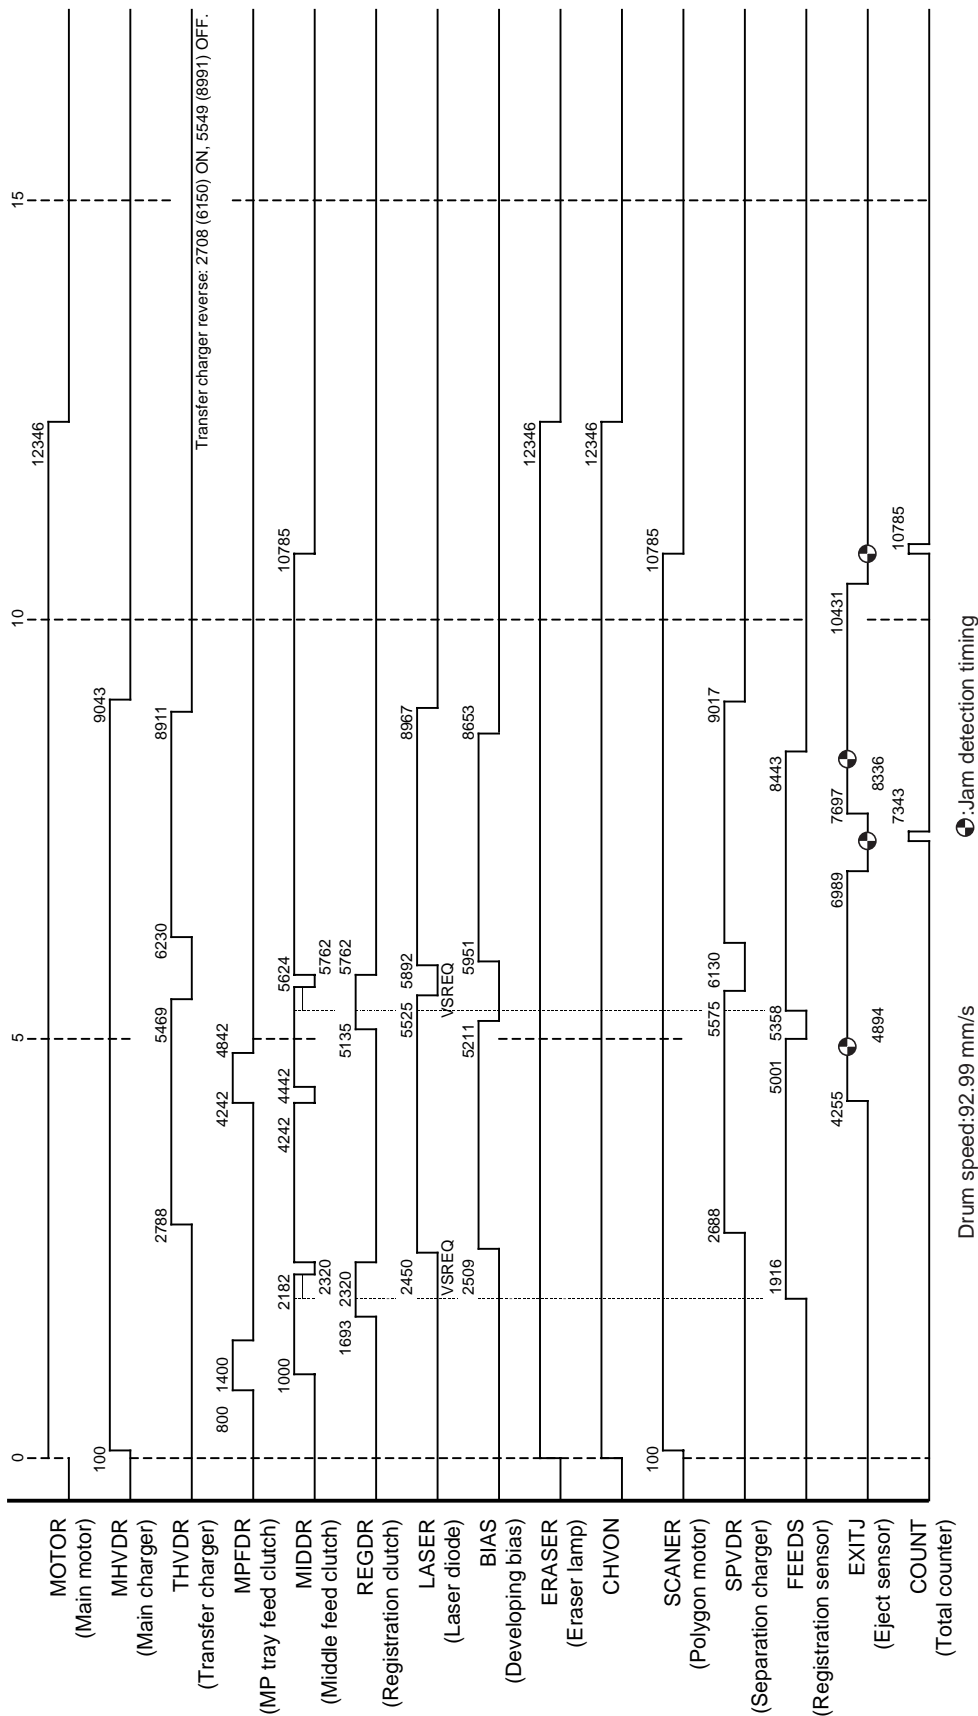 0 5 10 15
MOTOR
(Main motor)
12346
MHVDR
(Main charger)
100 9043
THVDR
(Transfer charger)
2788 5469 6230 8911
Transfer charger reverse: 2708 (6150) ON, 5549 (8991) OFF.
MPFDR
(MP tray feed clutch)
800 1400 4242 4842
MIDDR
(Middle feed clutch)
1000 2182 2320 4242 4442 5624 5762 10785
REGDR
(Registration clutch)
1693 2320 5135 5762
LASER
(Laser diode)
2450 5525 5892 8967
VSREQ VSREQ
BIAS
(Developing bias)
2509 5211 5951 8653
ERASER
(Eraser lamp)
12346
CHVON
12346
SCANER
(Polygon motor)
100 10785
SPVDR
(Separation charger)
2688 5575 6130 9017
FEEDS
(Registration sensor)
1916 5001 5358 8443
EXITJ
(Eject sensor)
4255 4894 6989 7697 8336 10431
COUNT
(Total counter)
7343 10785
Drum speed:92.99 mm/s
:Jam detection timing